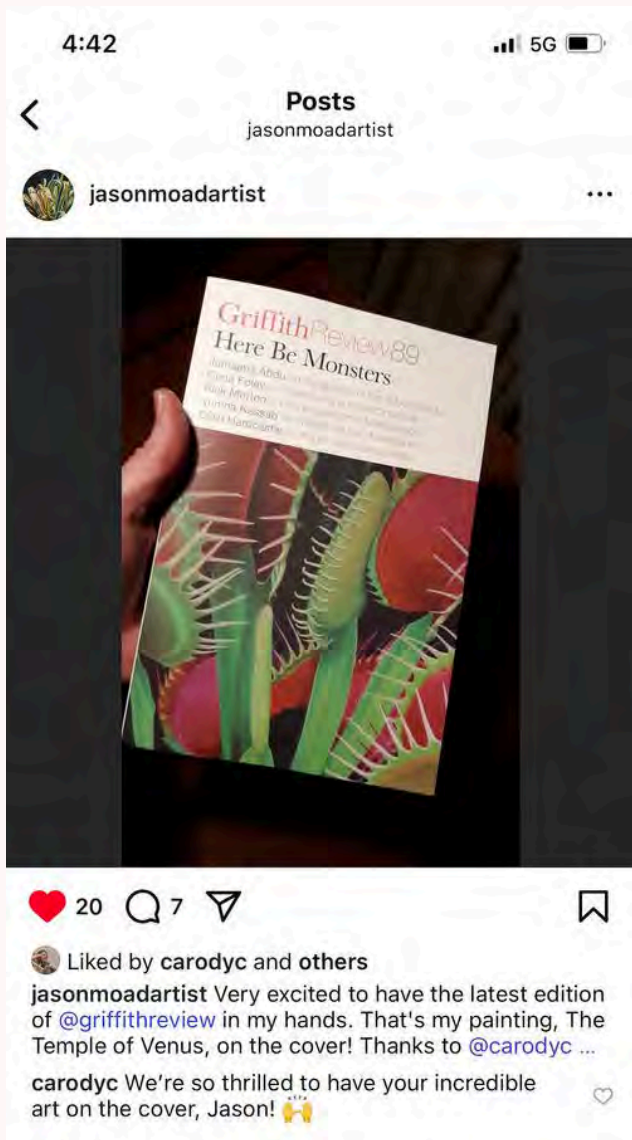 4:42
5G
Posts
jasonmoadartist
jasonmoadartist
GriffithReview89
Here Be Monsters
20
7
Liked by carodyc and others
jasonmoadartist Very excited to have the latest edition
of @griffithreview in my hands. That's my painting, The
Temple of Venus, on the cover! Thanks to @carodyc ...
carodyc We’re so thrilled to have your incredible
art on the cover, Jason! 🙌